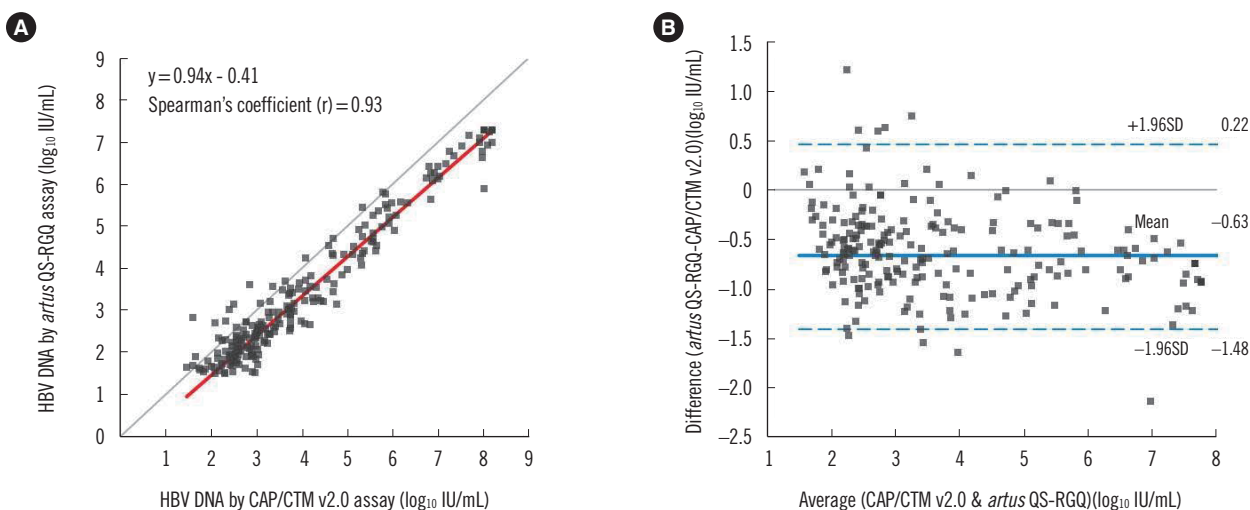 A
HBV DNA by artus QS-RGQ assay (log₁₀ IU/mL)
9
8
7
6
5
4
3
2
1
0
y=0.94x - 0.41
Spearman's coefficient (r)=0.93
1 2 3 4 5 6 7 8 9
HBV DNA by CAP/CTM v2.0 assay (log₁₀ IU/mL)
B
Difference (artus QS-RGQ-CAP/CTM v2.0)(log₁₀ IU/mL)
1.5
1.0
0.5
0
−0.5
−1.0
−1.5
−2.0
−2.5
+1.96SD 0.22
Mean −0.63
−1.96SD −1.48
1 2 3 4 5 6 7 8
Average (CAP/CTM v2.0 & artus QS-RGQ)(log₁₀ IU/mL)